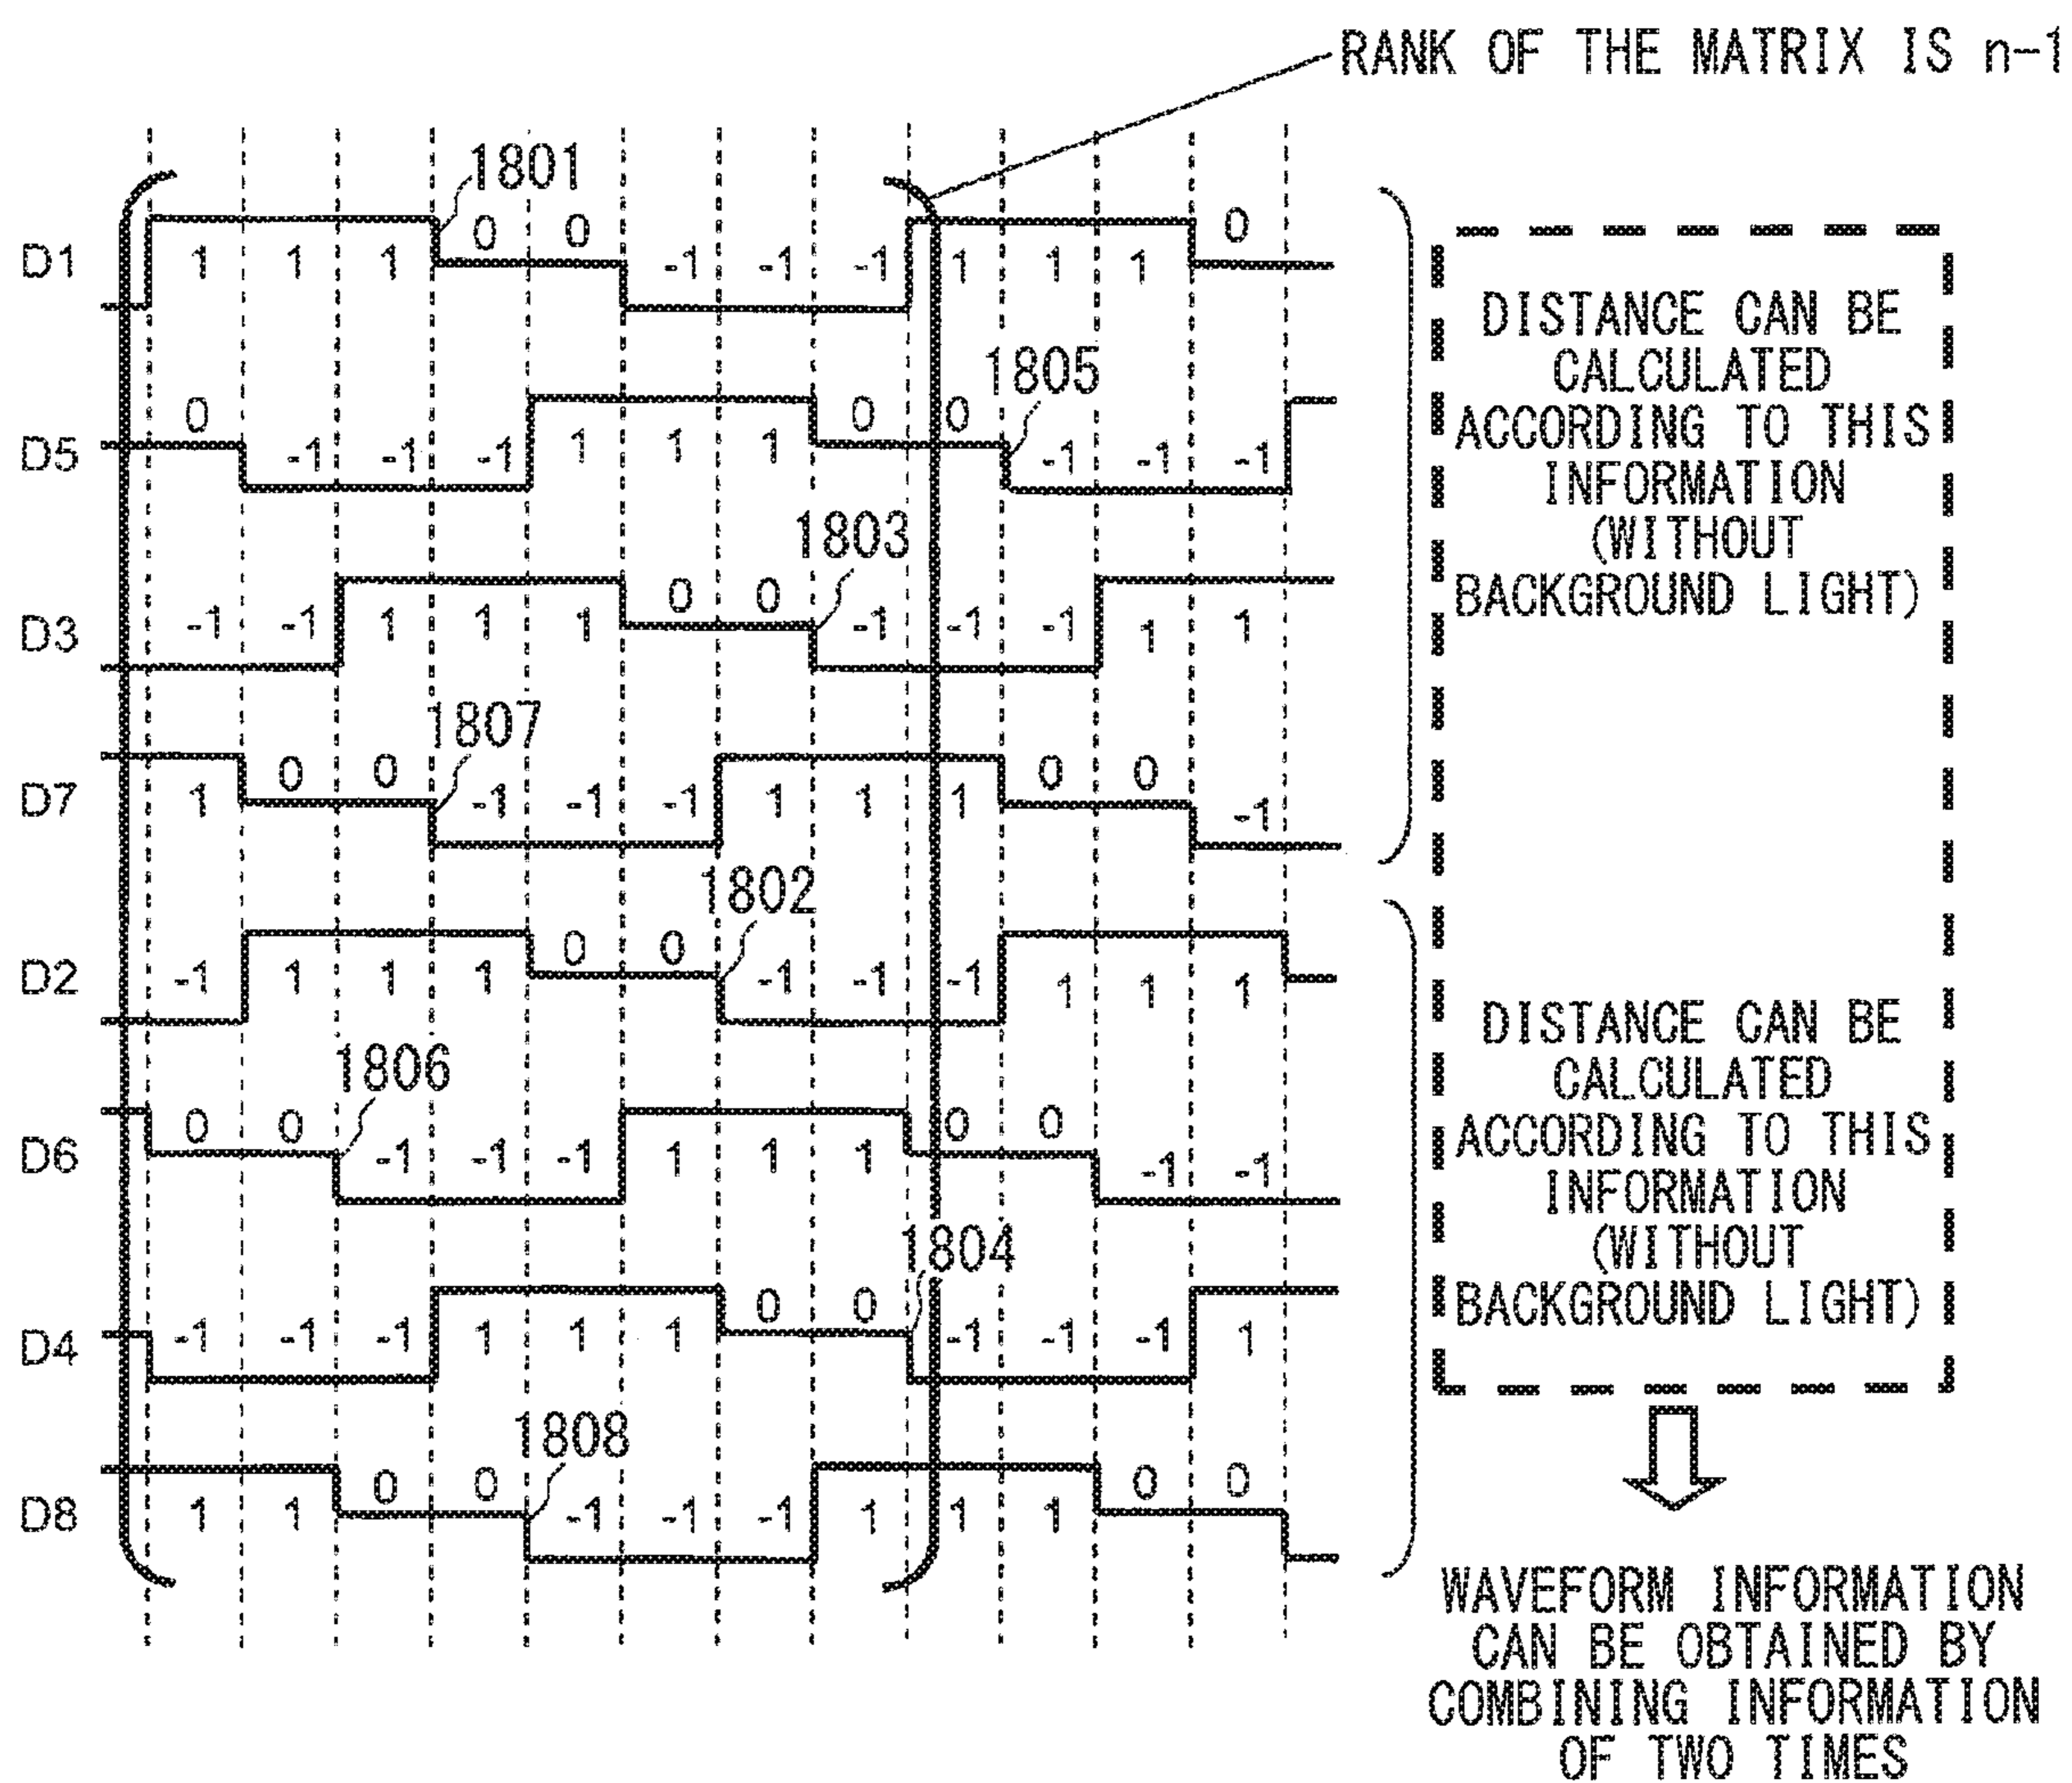 RANK OF THE MATRIX IS n-1
1801
D1 1 1 1 0 0 -1 -1 -1 1 1 1 0
1805
D5 0 -1 -1 -1 1 1 1 0 0 -1 -1 -1
1803
D3 -1 -1 1 1 1 0 0 -1 -1 -1 1 1
1807
D7 1 0 0 -1 -1 -1 1 1 1 0 0 -1
1802
D2 -1 1 1 1 0 0 -1 -1 -1 1 1 1
1806
D6 0 0 -1 -1 -1 1 1 1 0 0 -1 -1
1804
D4 -1 -1 -1 1 1 1 0 0 -1 -1 -1 1
1808
D8 1 1 0 0 -1 -1 -1 1 1 1 0 0
DISTANCE CAN BE
CALCULATED
ACCORDING TO THIS
INFORMATION
(WITHOUT
BACKGROUND LIGHT)
DISTANCE CAN BE
CALCULATED
ACCORDING TO THIS
INFORMATION
(WITHOUT
BACKGROUND LIGHT)
WAVEFORM INFORMATION
CAN BE OBTAINED BY
COMBINING INFORMATION
OF TWO TIMES